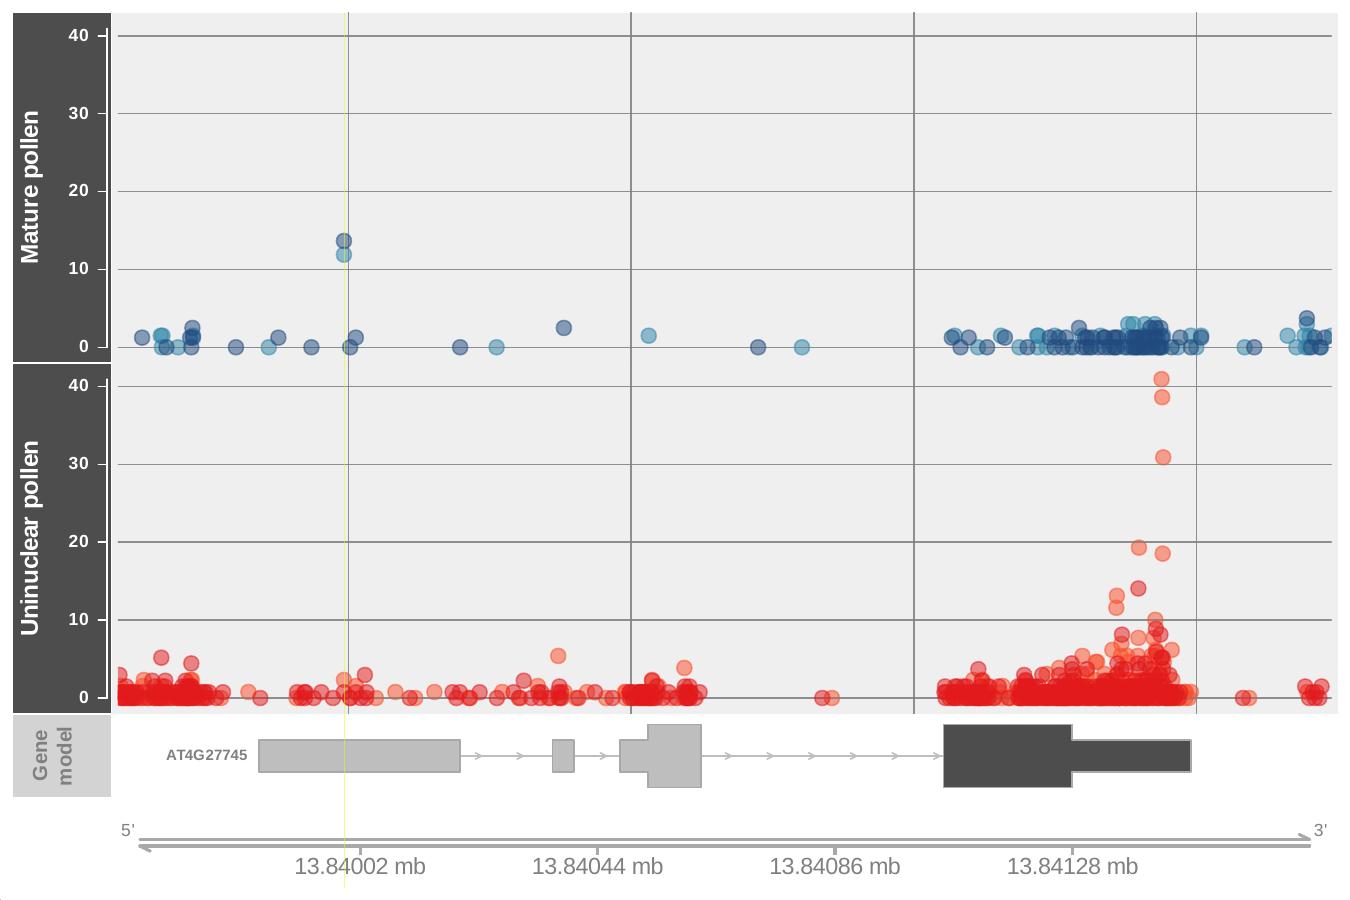 Mature pollen
40
30
20
10
0
Uninuclear pollen
40
30
20
10
0
Gene
model
AT4G27745
5'
3'
13.84002 mb
13.84044 mb
13.84086 mb
13.84128 mb